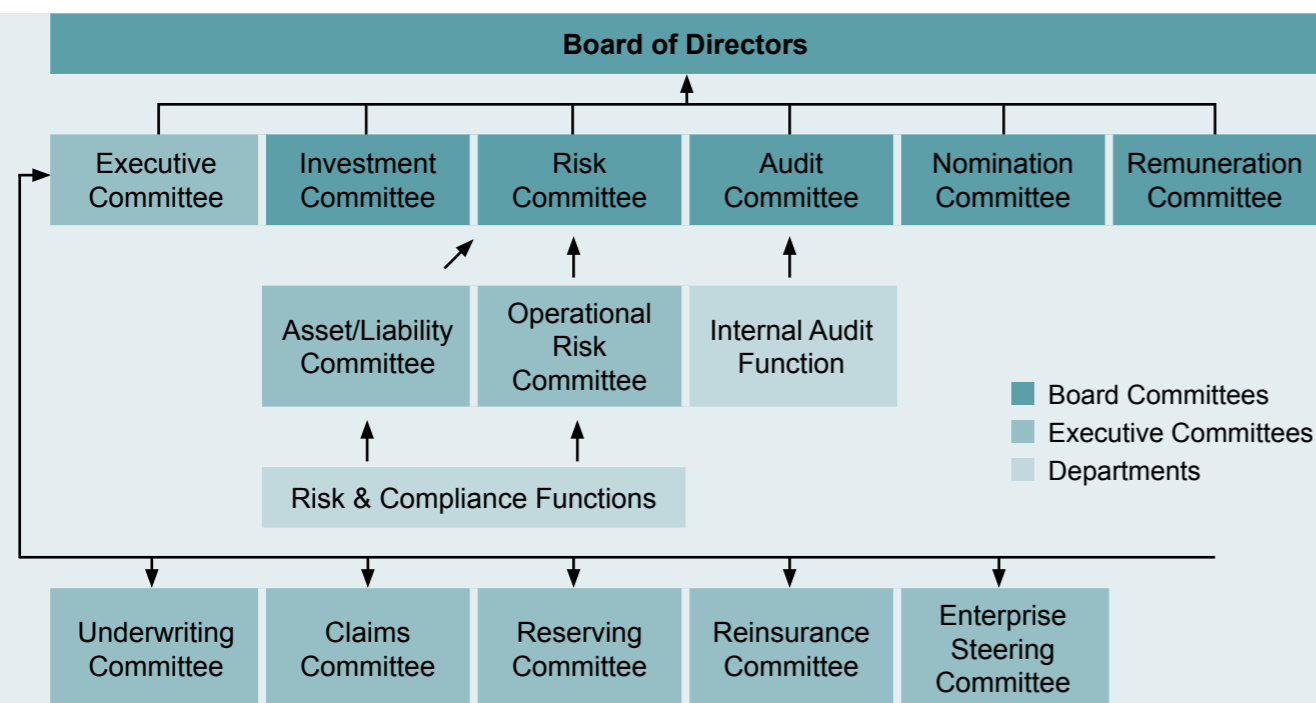 Board of Directors
Executive
Committee
Investment
Committee
Risk
Committee
Audit
Committee
Nomination
Committee
Remuneration
Committee
Asset/Liability
Committee
Operational
Risk
Committee
Internal Audit
Function
Board Committees
Executive Committees
Departments
Risk & Compliance Functions
Underwriting
Committee
Claims
Committee
Reserving
Committee
Reinsurance
Committee
Enterprise
Steering
Committee